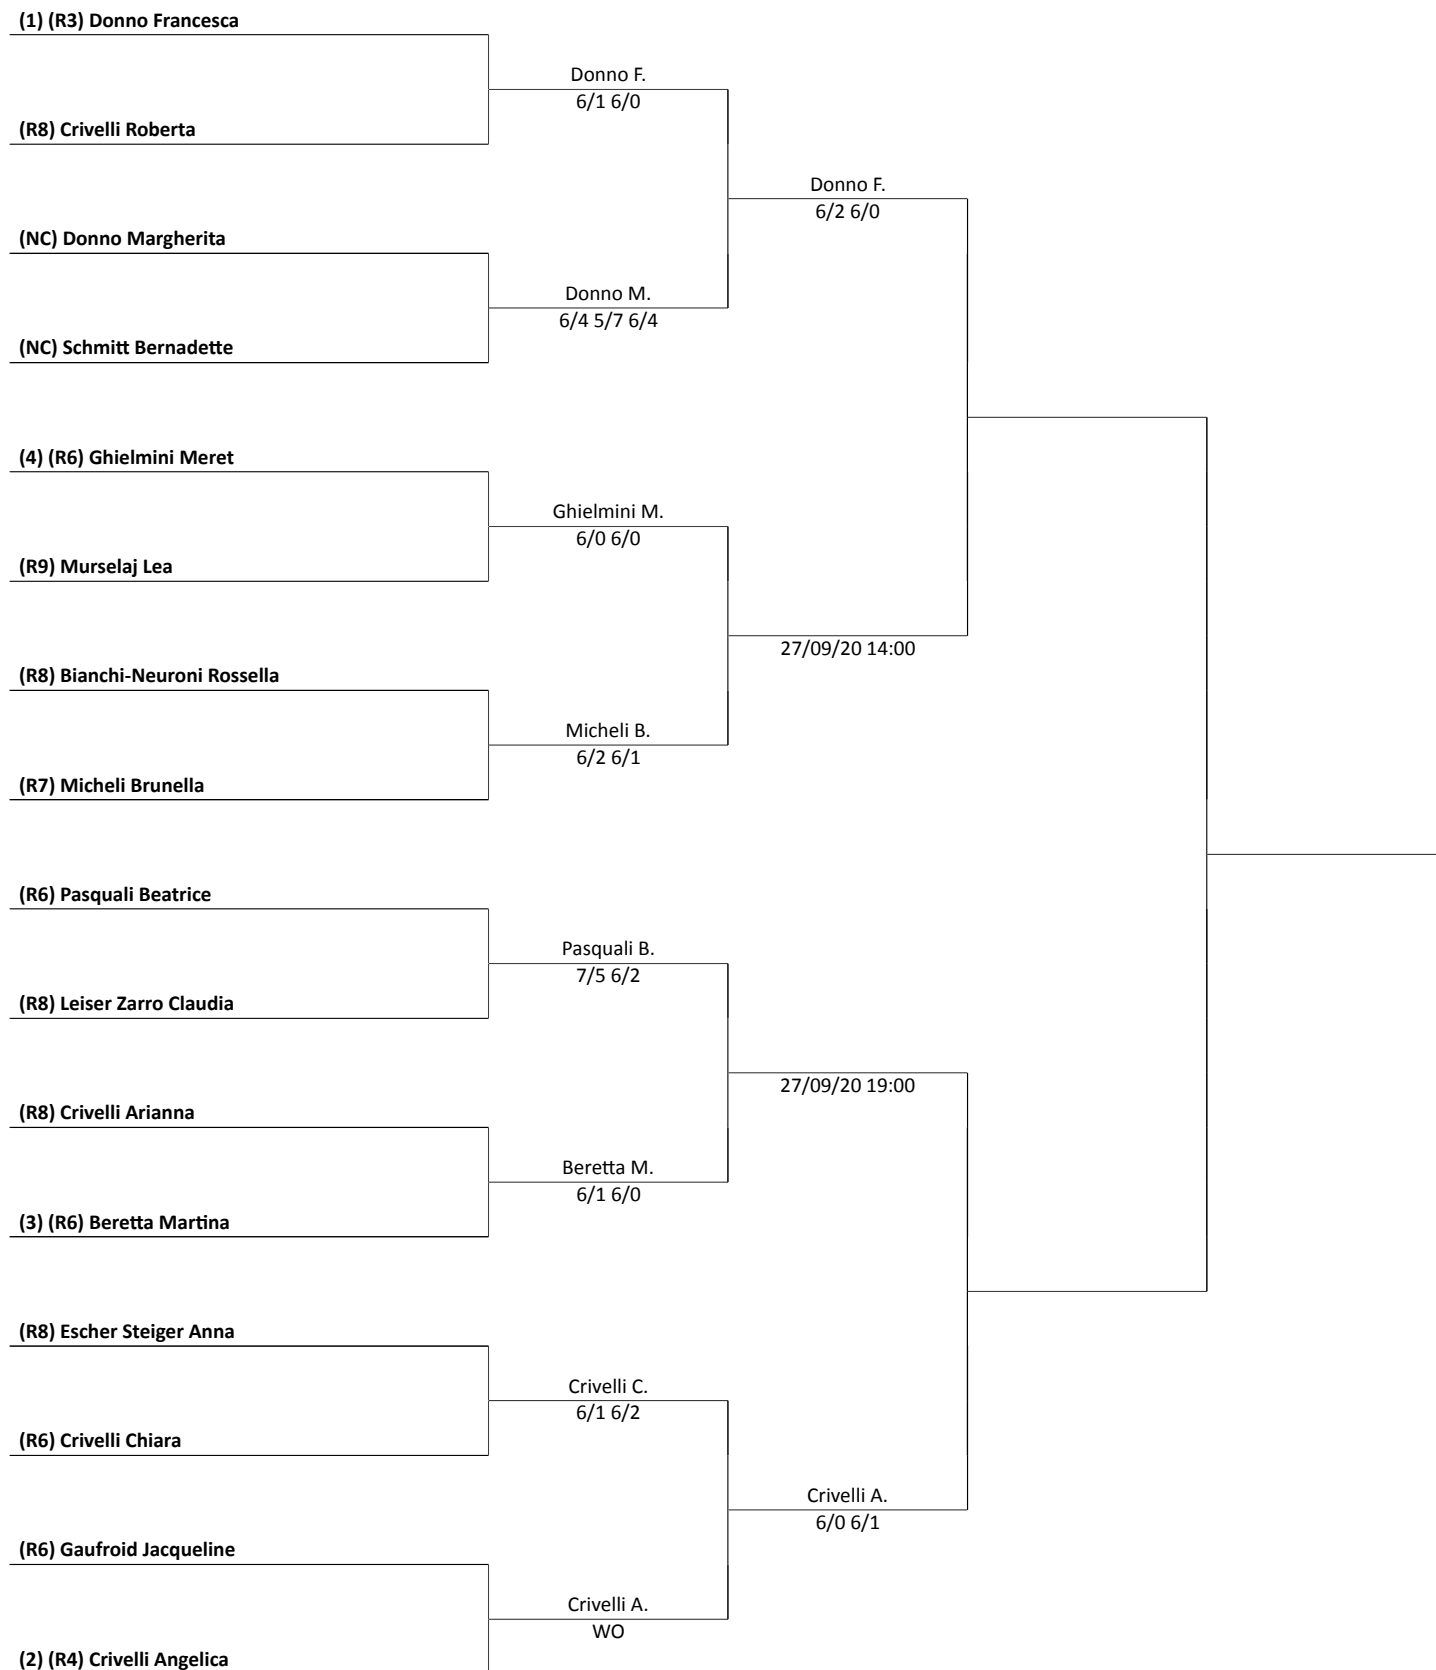 (1) (R3) Donno Francesca
Donno F.
6/1 6/0
(R8) Crivelli Roberta
Donno F.
6/2 6/0
(NC) Donno Margherita
Donno M.
6/4 5/7 6/4
(NC) Schmitt Bernadette
(4) (R6) Ghielmini Meret
Ghielmini M.
6/0 6/0
(R9) Murselaj Lea
27/09/20 14:00
(R8) Bianchi-Neuroni Rossella
Micheli B.
6/2 6/1
(R7) Micheli Brunella
(R6) Pasquali Beatrice
Pasquali B.
7/5 6/2
(R8) Leiser Zarro Claudia
27/09/20 19:00
(R8) Crivelli Arianna
Beretta M.
6/1 6/0
(3) (R6) Beretta Martina
(R8) Escher Steiger Anna
Crivelli C.
6/1 6/2
(R6) Crivelli Chiara
Crivelli A.
6/0 6/1
(R6) Gaufroid Jacqueline
Crivelli A.
WO
(2) (R4) Crivelli Angelica